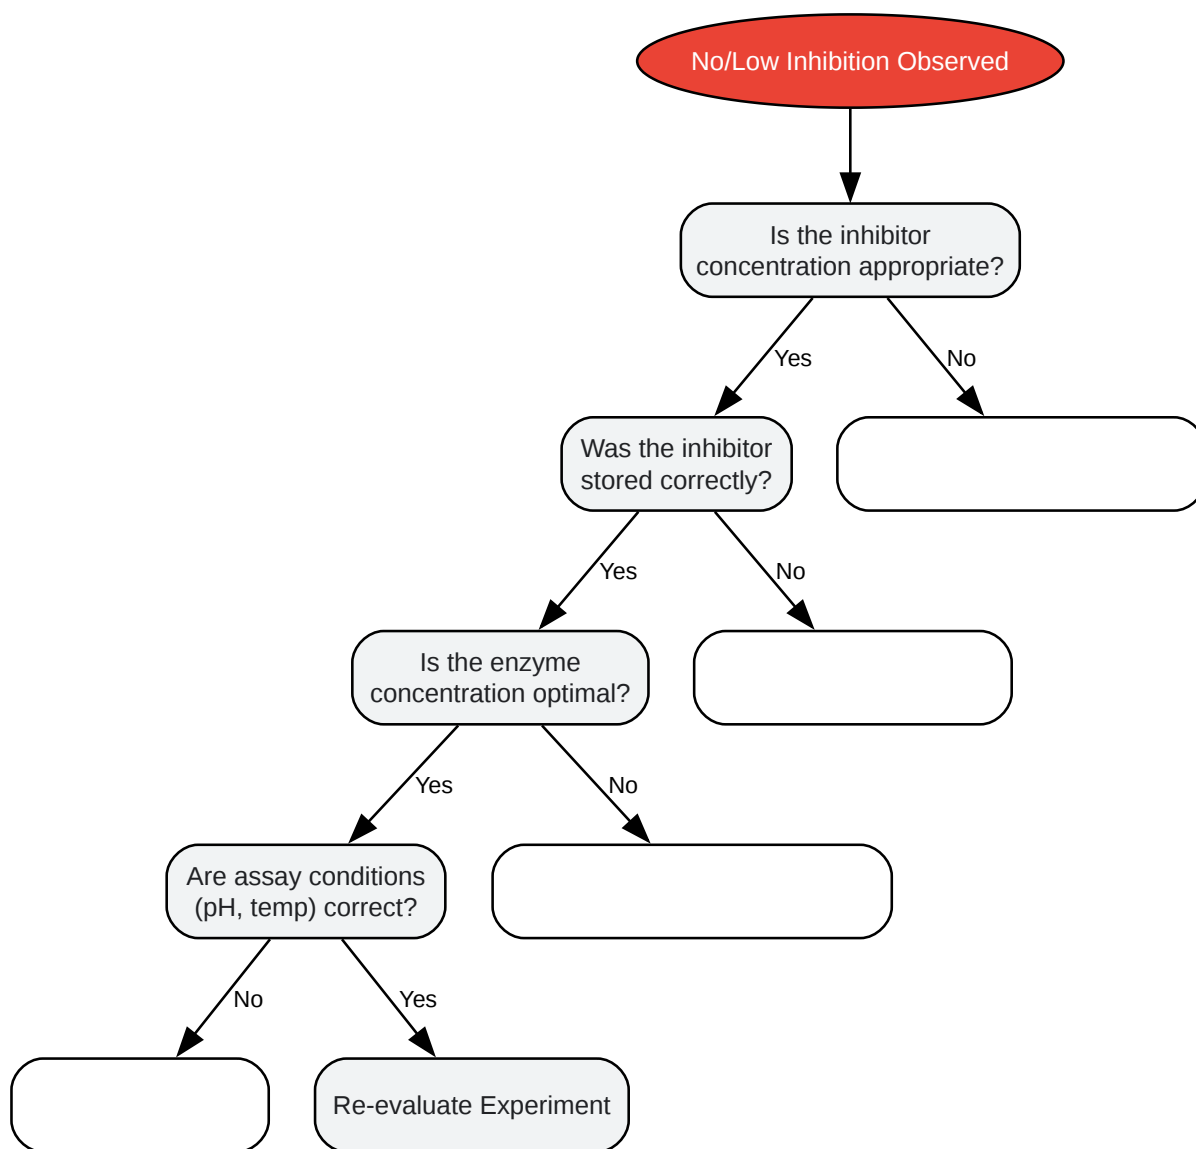 No/Low Inhibition Observed
Is the inhibitor
concentration appropriate?
Yes
No
Was the inhibitor
stored correctly?
Yes
No
Is the enzyme
concentration optimal?
Yes
No
Are assay conditions
(pH, temp) correct?
No
Yes
Re-evaluate Experiment